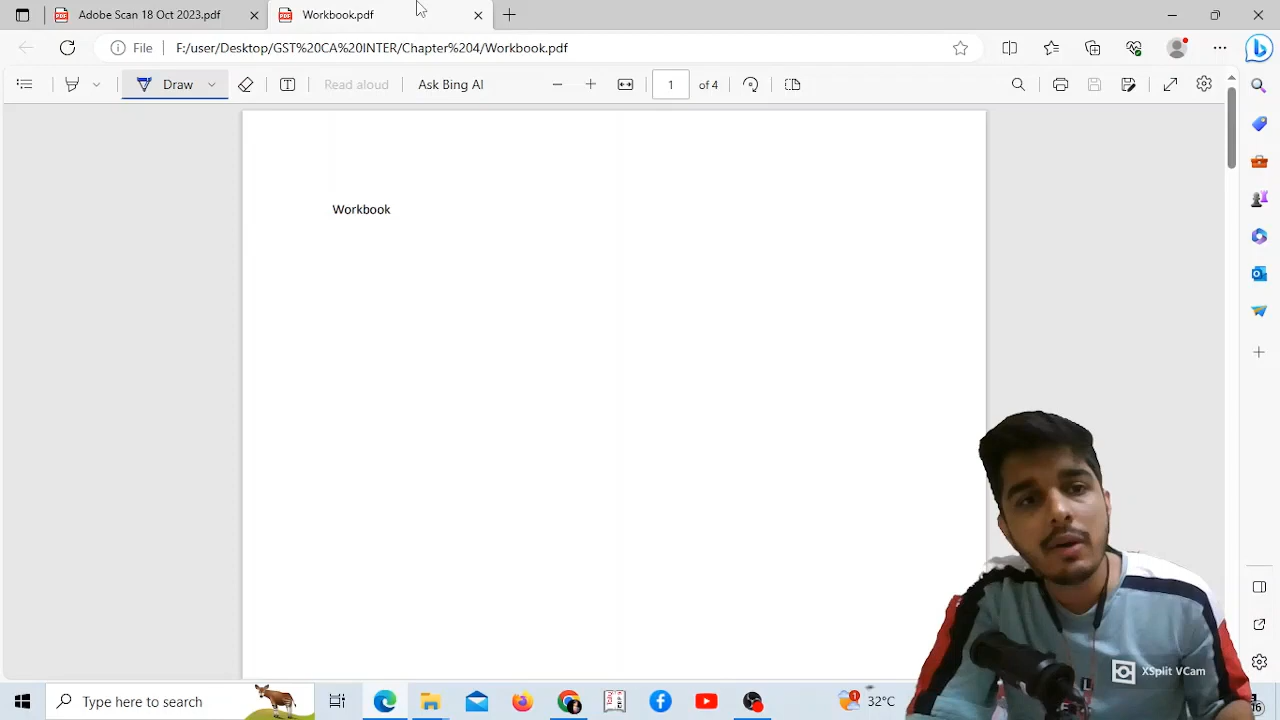 Adobe Scan 18 Oct 2023.pdf
Workbook.pdf
File
F:/user/Desktop/GST%20CA%20INTER/Chapter%204/Workbook.pdf
Draw
Read aloud
Ask Bing AI
1
of 4
Workbook
XSplit VCam
Type here to search
32°C